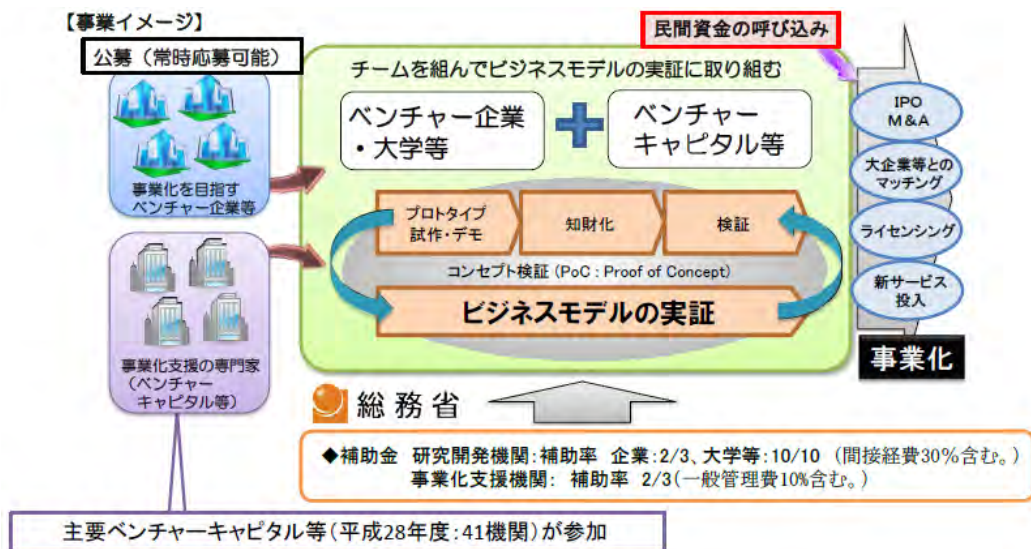 【事業イメージ】
公募（常時応募可能）
民間資金の呼び込み
チームを組んでビジネスモデルの実証に取り組む
ベンチャー企業
・大学等
ベンチャー
キャピタル等
事業化を目指す
ベンチャー企業等
プロトタイプ
試作・デモ
知財化
検証
コンセプト検証（PoC：Proof of Concept）
ビジネスモデルの実証
事業化支援の専門家
（ベンチャー
キャピタル等）
IPO
M&A
大企業等との
マッチング
ライセンシング
新サービス
投入
事業化
総務省
◆補助金 研究開発機関：補助率 企業：2/3、大学等：10/10 （間接経費30％含む。）
事業化支援機関： 補助率 2/3（一般管理費10%含む。）
主要ベンチャーキャピタル等（平成28年度：41機関）が参加